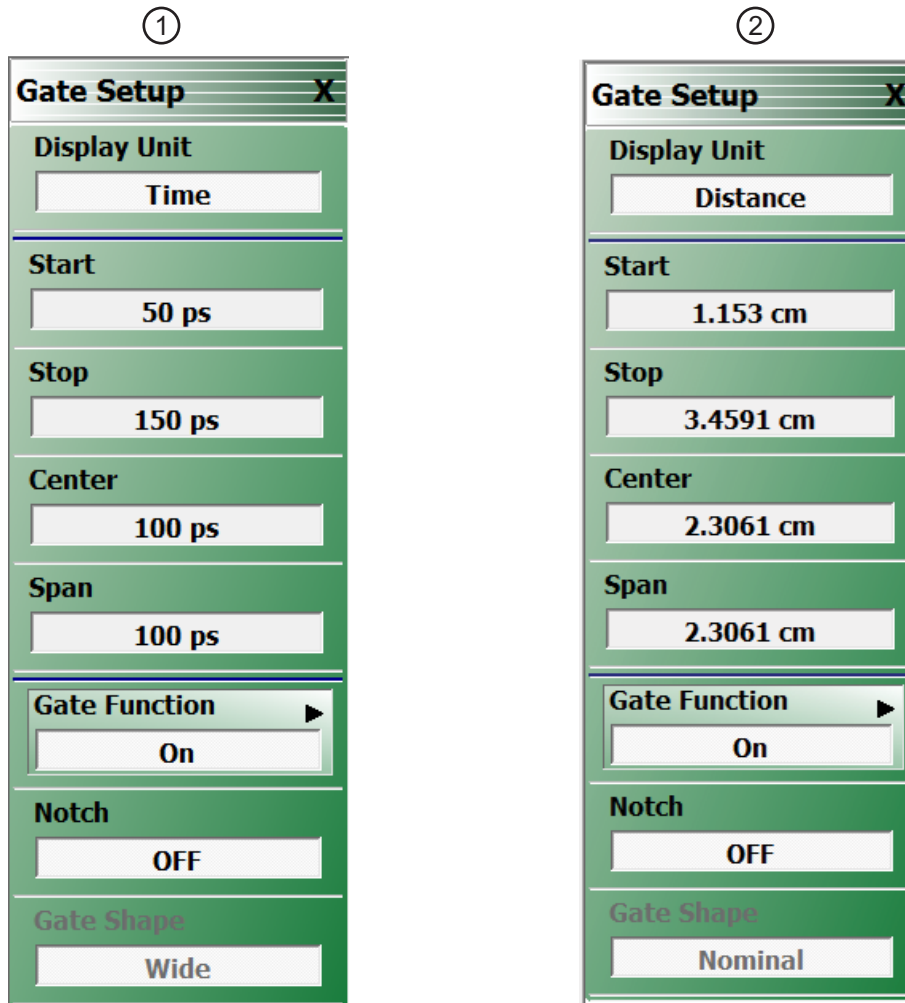 ①
Gate Setup X
Display Unit
Time
Start
50 ps
Stop
150 ps
Center
100 ps
Span
100 ps
Gate Function
On
Notch
OFF
Gate Shape
Wide
②
Gate Setup X
Display Unit
Distance
Start
1.153 cm
Stop
3.4591 cm
Center
2.3061 cm
Span
2.3061 cm
Gate Function
On
Notch
OFF
Gate Shape
Nominal